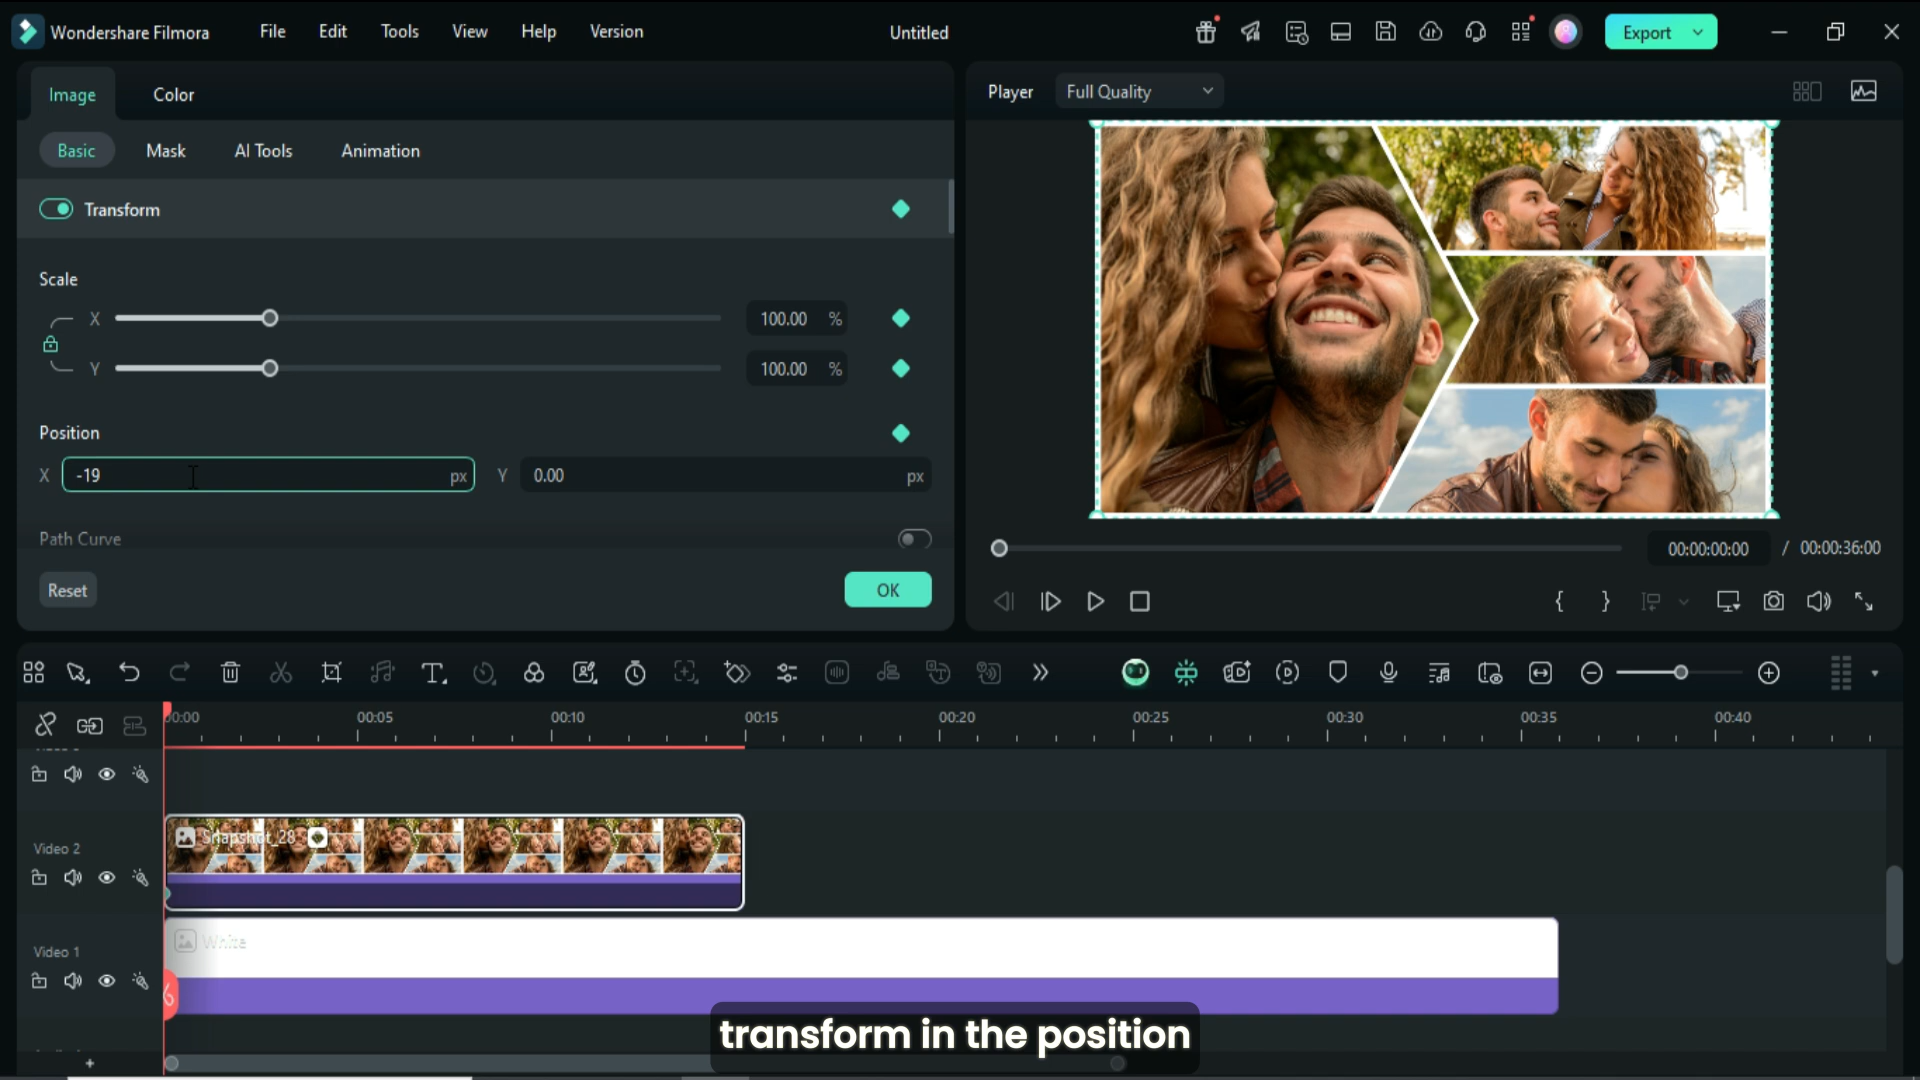 Wondershare Filmora
File
Edit
Tools
View
Help
Version
Untitled
Export
Image
Color
Player
Full Quality
Basic
Mask
AI Tools
Animation
Transform
Scale
X
100.00
%
Y
100.00
%
Position
X
-19
px
Y
0.00
px
Path Curve
Reset
OK
00:00:00:00
/
00:00:36:00
00:00
00:05
00:10
00:15
00:20
00:25
00:30
00:35
00:40
Snapshot_28
Video 2
White
Video 1
transform in the position